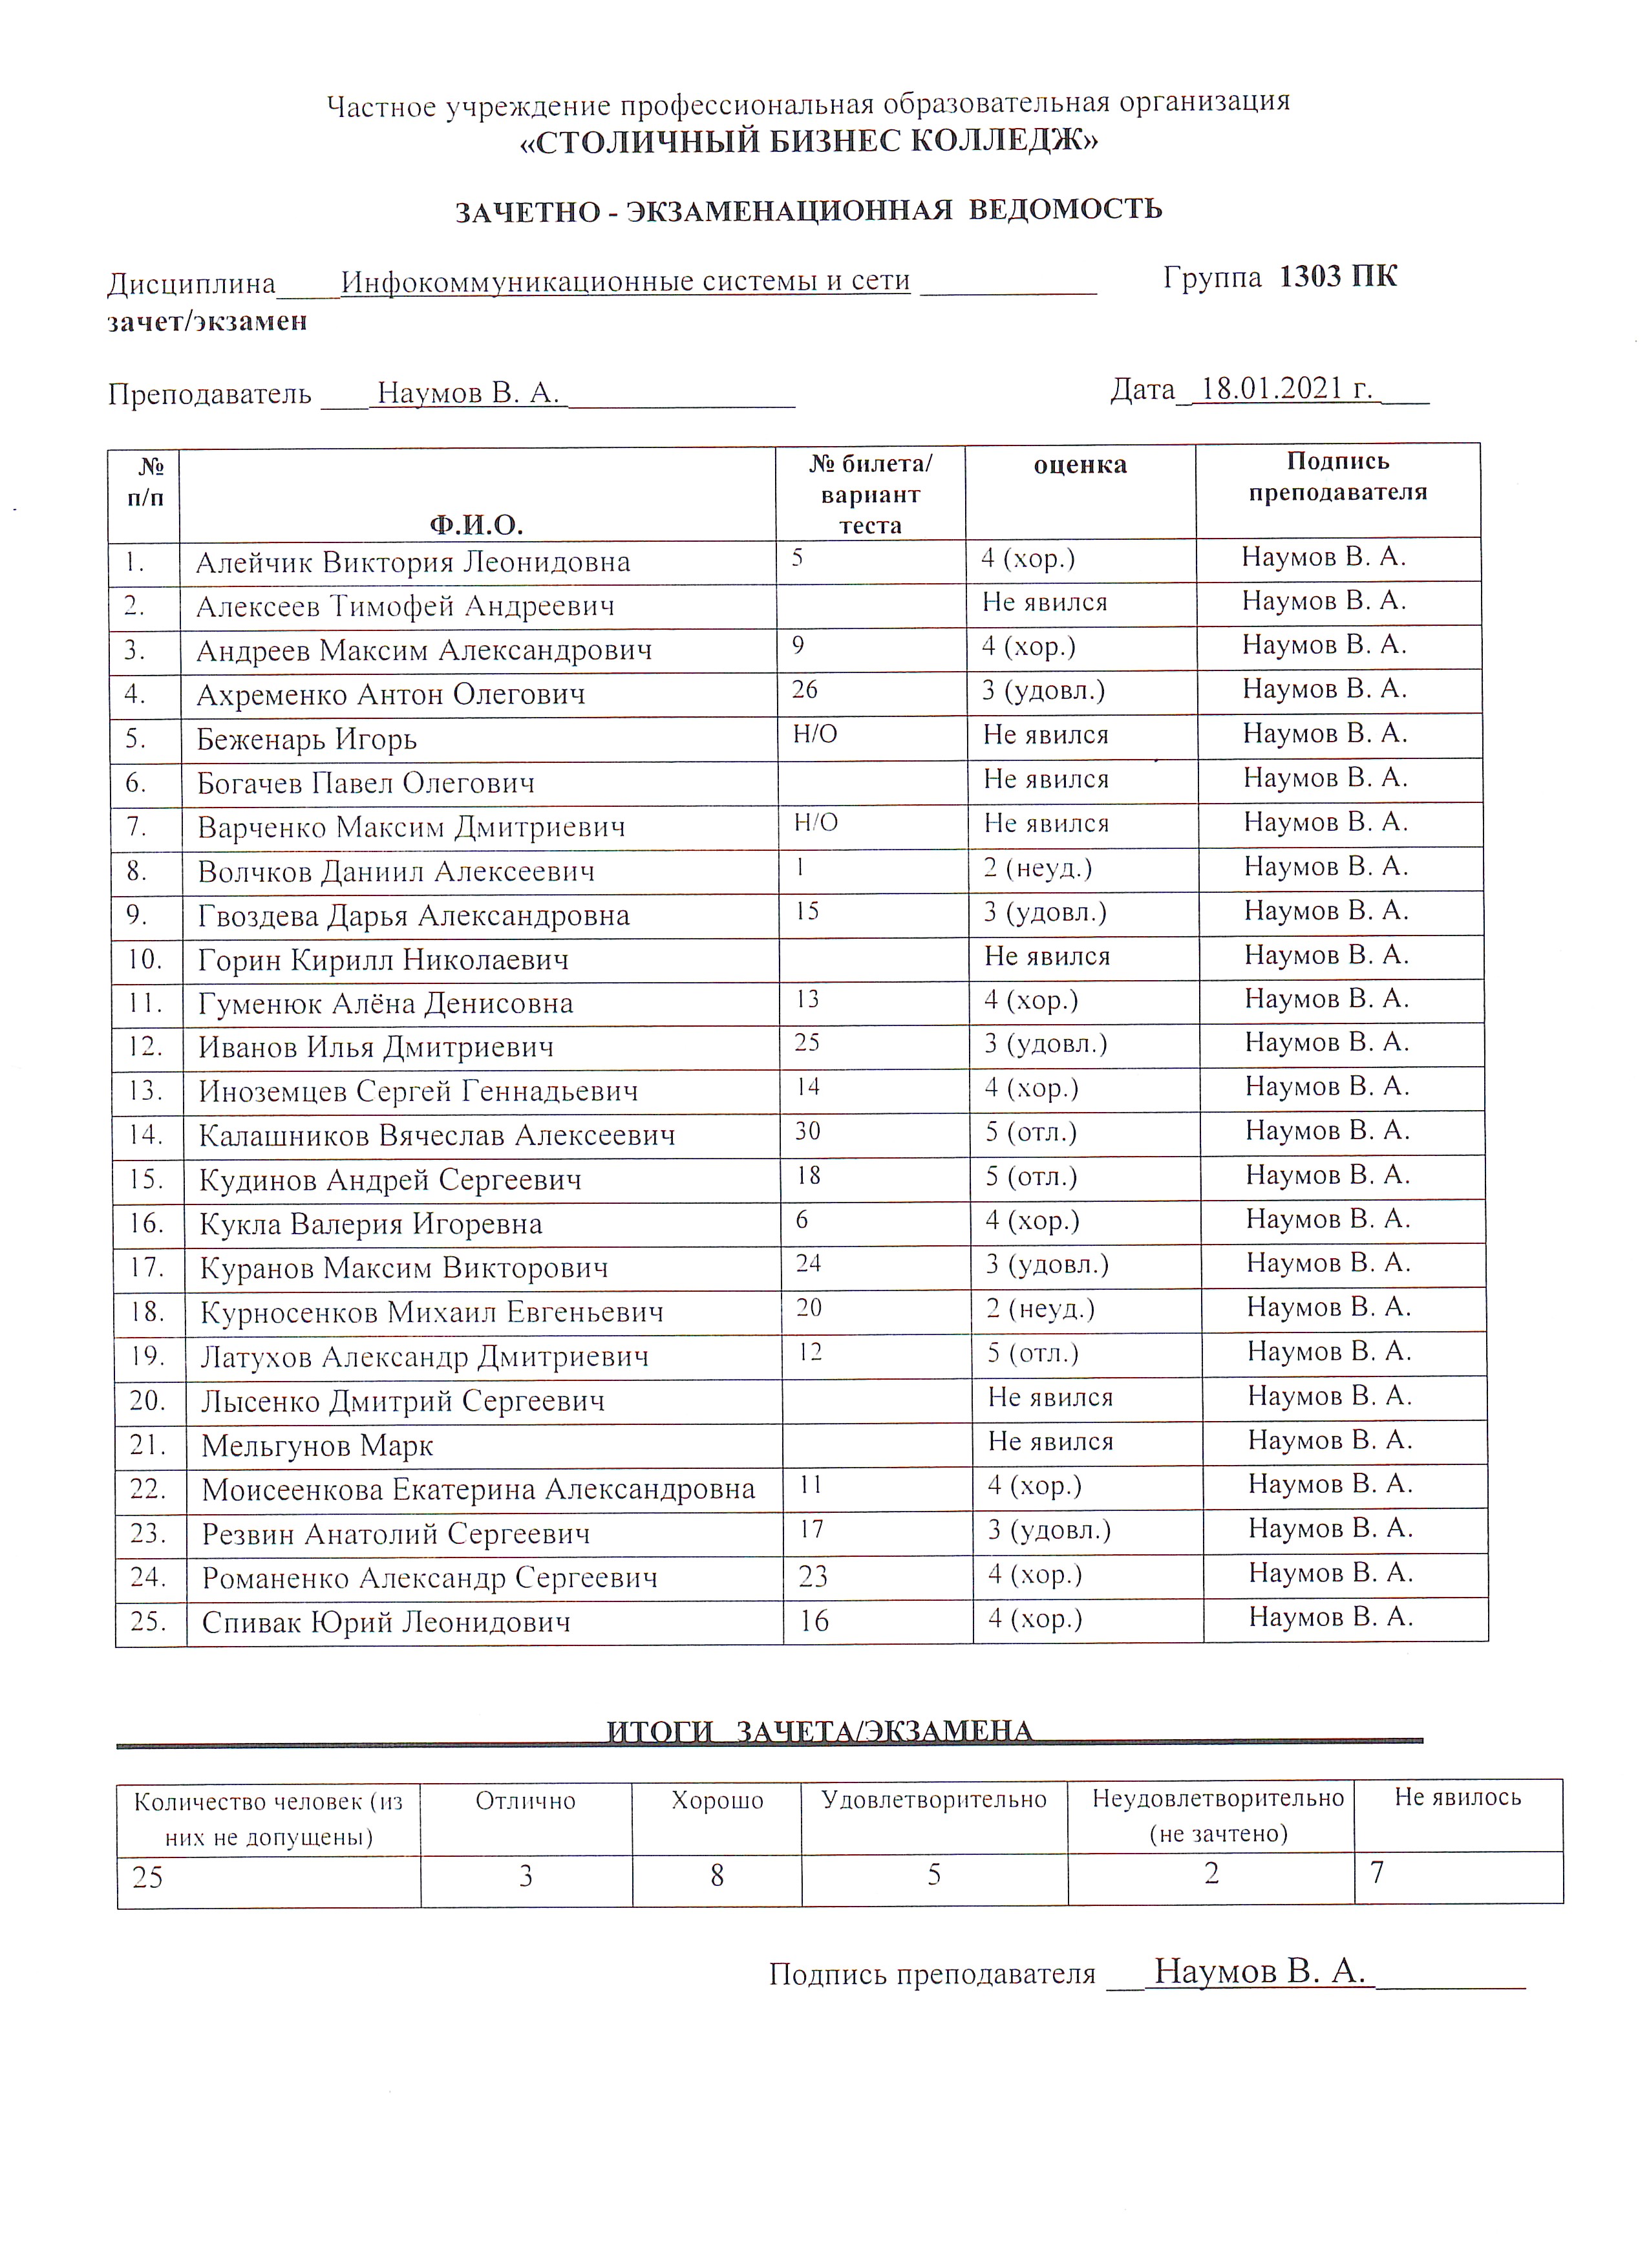 Частное учреждение профессиональная образовательная организация
«СТОЛИЧНЫЙ БИЗНЕС КОЛЛЕДЖ»
ЗАЧЕТНО - ЭКЗАМЕНАЦИОННАЯ ВЕДОМОСТЬ
Дисциплина____Инфокоммуникационные системы и сети ___________ Группа 1303 ПК
зачет/экзамен
Преподаватель ___Наумов В. А.______________ Дата_ 18.01.2021 г.___
№ п/п Ф.И.О. № билета/ вариант теста оценка Подпись преподавателя
1. Алейчик Виктория Леонидовна 5 4 (хор.) Наумов В. А.
2. Алексеев Тимофей Андреевич Не явился Наумов В. А.
3. Андреев Максим Александрович 9 4 (хор.) Наумов В. А.
4. Ахременко Антон Олегович 26 3 (удовл.) Наумов В. А.
5. Беженарь Игорь Н/О Не явился Наумов В. А.
6. Богачев Павел Олегович Не явился Наумов В. А.
7. Варченко Максим Дмитриевич Н/О Не явился Наумов В. А.
8. Волчков Даниил Алексеевич 1 2 (неуд.) Наумов В. А.
9. Гвоздева Дарья Александровна 15 3 (удовл.) Наумов В. А.
10. Горин Кирилл Николаевич Не явился Наумов В. А.
11. Гуменюк Алёна Денисовна 13 4 (хор.) Наумов В. А.
12. Иванов Илья Дмитриевич 25 3 (удовл.) Наумов В. А.
13. Иноземцев Сергей Геннадьевич 14 4 (хор.) Наумов В. А.
14. Калашников Вячеслав Алексеевич 30 5 (отл.) Наумов В. А.
15. Кудинов Андрей Сергеевич 18 5 (отл.) Наумов В. А.
16. Кукла Валерия Игоревна 6 4 (хор.) Наумов В. А.
17. Куранов Максим Викторович 24 3 (удовл.) Наумов В. А.
18. Курносенков Михаил Евгеньевич 20 2 (неуд.) Наумов В. А.
19. Латухов Александр Дмитриевич 12 5 (отл.) Наумов В. А.
20. Лысенко Дмитрий Сергеевич Не явился Наумов В. А.
21. Мельгунов Марк Не явился Наумов В. А.
22. Моисеенкова Екатерина Александровна 11 4 (хор.) Наумов В. А.
23. Резвин Анатолий Сергеевич 17 3 (удовл.) Наумов В. А.
24. Романенко Александр Сергеевич 23 4 (хор.) Наумов В. А.
25. Спивак Юрий Леонидович 16 4 (хор.) Наумов В. А.
ИТОГИ ЗАЧЕТА/ЭКЗАМЕНА
Количество человек (из них не допущены) Отлично Хорошо Удовлетворительно Неудовлетворительно (не зачтено) Не явилось
25 3 8 5 2 7
Подпись преподавателя __ Наумов В. А.________